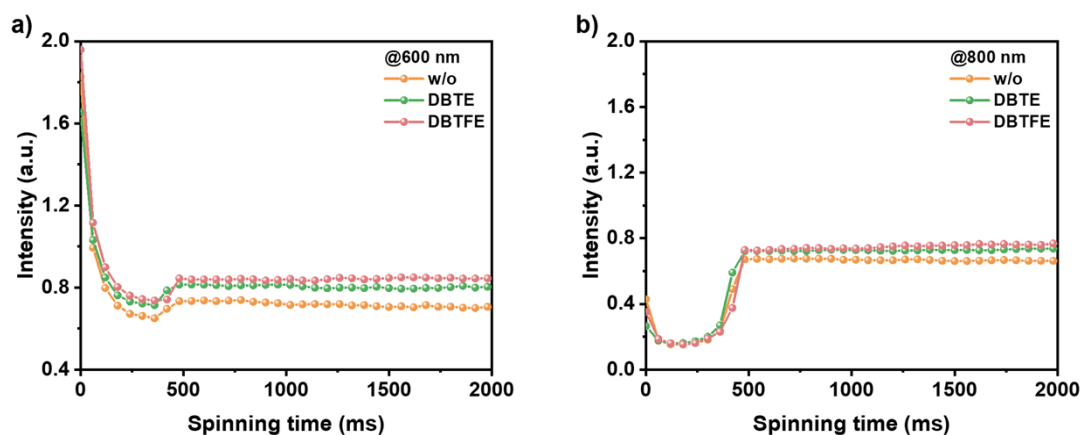 a)
@600 nm
w/o
DBTE
DBTFE
Intensity (a.u.)
2.0
1.6
1.2
0.8
0.4
0 500 1000 1500 2000
Spinning time (ms)
b)
@800 nm
w/o
DBTE
DBTFE
Intensity (a.u.)
2.0
1.6
1.2
0.8
0.4
0.0
0 500 1000 1500 2000
Spinning time (ms)